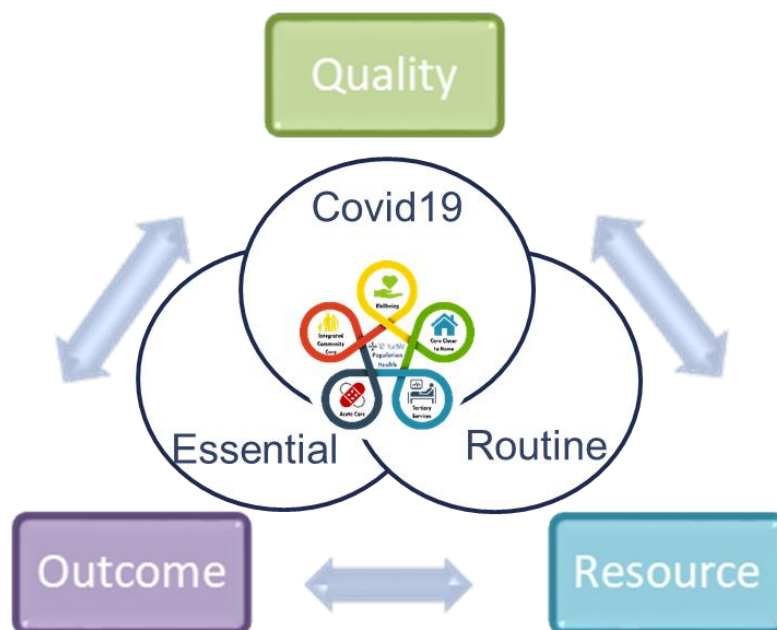 Quality
Covid19
Wellbeing
Integrated
Community
Care
Care Closer
to Home
Population
Health
Acute Care
Tertiary
Services
Essential
Routine
Outcome
Resource